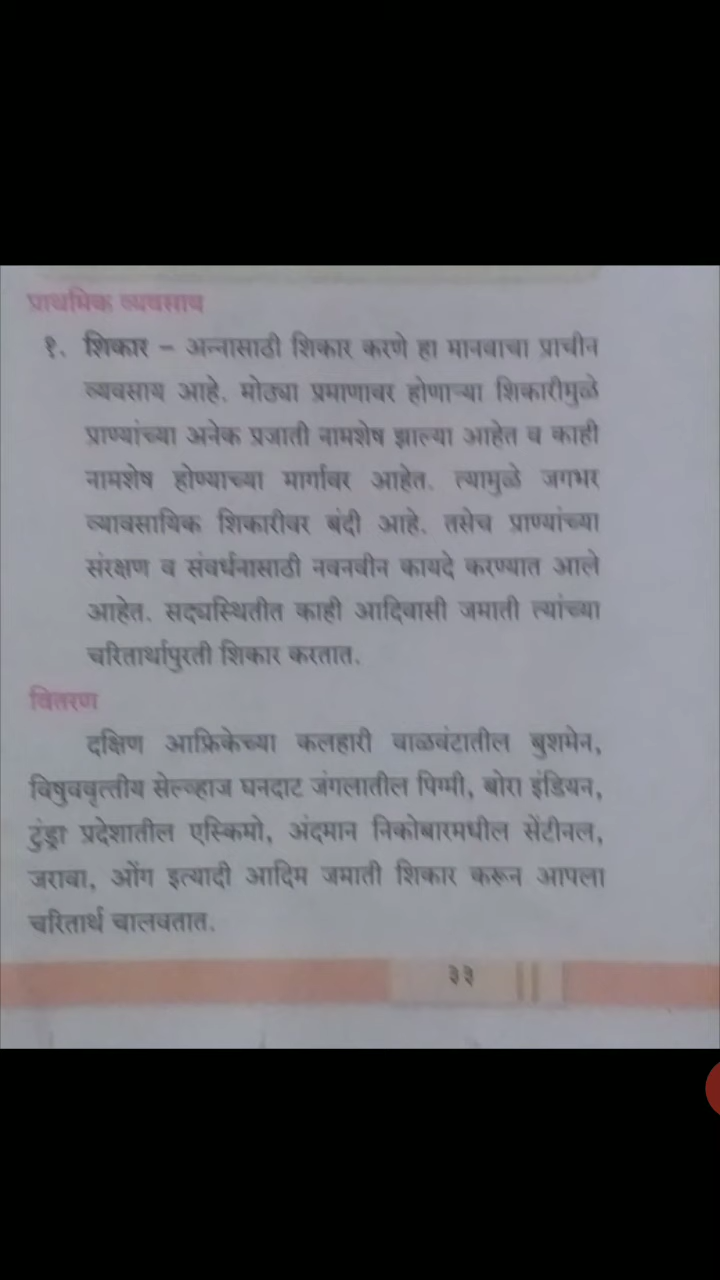 प्राथमिक व्यवसाय
१. शिकार – अन्नासाठी शिकार करणे हा मानवाचा प्राचीन
व्यवसाय आहे. मोठ्या प्रमाणावर होणाऱ्या शिकारीमुळे
प्राण्यांच्या अनेक प्रजाती नामशेष झाल्या आहेत व काही
नामशेष होण्याच्या मार्गावर आहेत. त्यामुळे जगभर
व्यावसायिक शिकारीवर बंदी आहे. तसेच प्राण्यांच्या
संरक्षण व संवर्धनासाठी नवनवीन कायदे करण्यात आले
आहेत. सद्यस्थितीत काही आदिवासी जमाती त्यांच्या
चरितार्थापुरती शिकार करतात.
वितरण
दक्षिण आफ्रिकेच्या कलहारी वाळवंटातील बुशमेन,
विषुववृत्तीय सेल्व्हाज घनदाट जंगलातील पिग्मी, बोरा इंडियन,
टुंड्रा प्रदेशातील एस्किमो, अंदमान निकोबारमधील सेंटीनल,
जरावा, ओंग इत्यादी आदिम जमाती शिकार करून आपला
चरितार्थ चालवतात.
३३